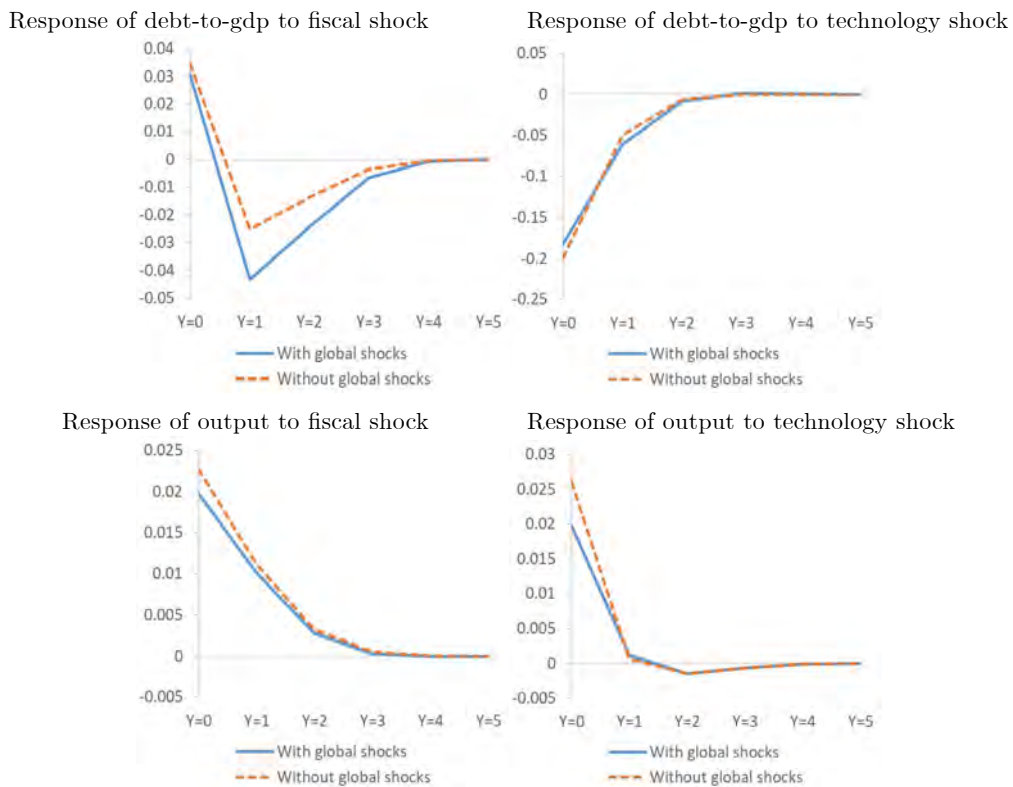 Response of debt-to-gdp to fiscal shock
0.04
0.03
0.02
0.01
0
-0.01
-0.02
-0.03
-0.04
-0.05
Y=0 Y=1 Y=2 Y=3 Y=4 Y=5
With global shocks
Without global shocks
Response of debt-to-gdp to technology shock
0.05
0
-0.05
-0.1
-0.15
-0.2
-0.25
Y=0 Y=1 Y=2 Y=3 Y=4 Y=5
With global shocks
Without global shocks
Response of output to fiscal shock
0.025
0.02
0.015
0.01
0.005
0
-0.005
Y=0 Y=1 Y=2 Y=3 Y=4 Y=5
With global shocks
Without global shocks
Response of output to technology shock
0.03
0.025
0.02
0.015
0.01
0.005
0
-0.005
Y=0 Y=1 Y=2 Y=3 Y=4 Y=5
With global shocks
Without global shocks